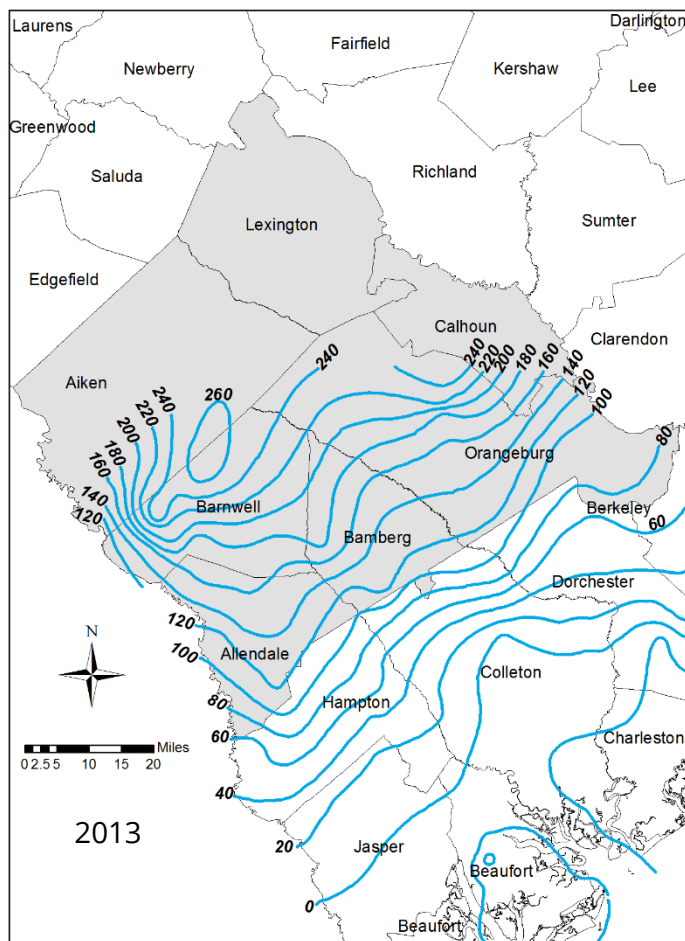 Laurens
Darlington
Fairfield
Newberry
Kershaw
Lee
Greenwood
Saluda
Richland
Lexington
Sumter
Edgefield
Calhoun
Clarendon
240
240
220
200
180
160
140
120
100
Aiken
260
240
220
200
180
160
140
120
80
Orangeburg
Barnwell
Berkeley
60
Bamberg
Dorchester
N
120
Allendale
100
Colleton
80
Hampton
60
Charleston
Miles
0 2.5 5 10 15 20
40
2013
20
Jasper
Beaufort
0
Beaufort